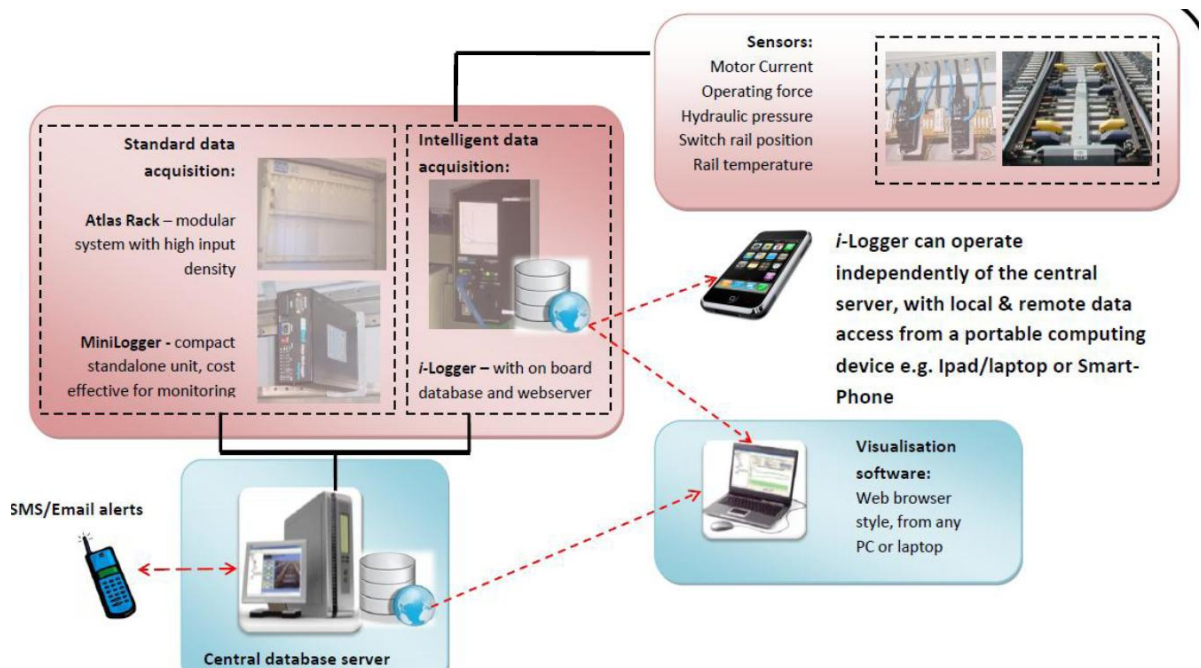 Sensors:
Motor Current
Operating force
Hydraulic pressure
Switch rail position
Rail temperature
Standard data
acquisition:
Atlas Rack – modular
system with high input
density
MiniLogger - compact
standalone unit, cost
effective for monitoring
Intelligent data
acquisition:
i-Logger – with on board
database and webserver
i-Logger can operate
independently of the central
server, with local & remote data
access from a portable computing
device e.g. Ipad/laptop or Smart-
Phone
Visualisation
software:
Web browser
style, from any
PC or laptop
SMS/Email alerts
Central database server